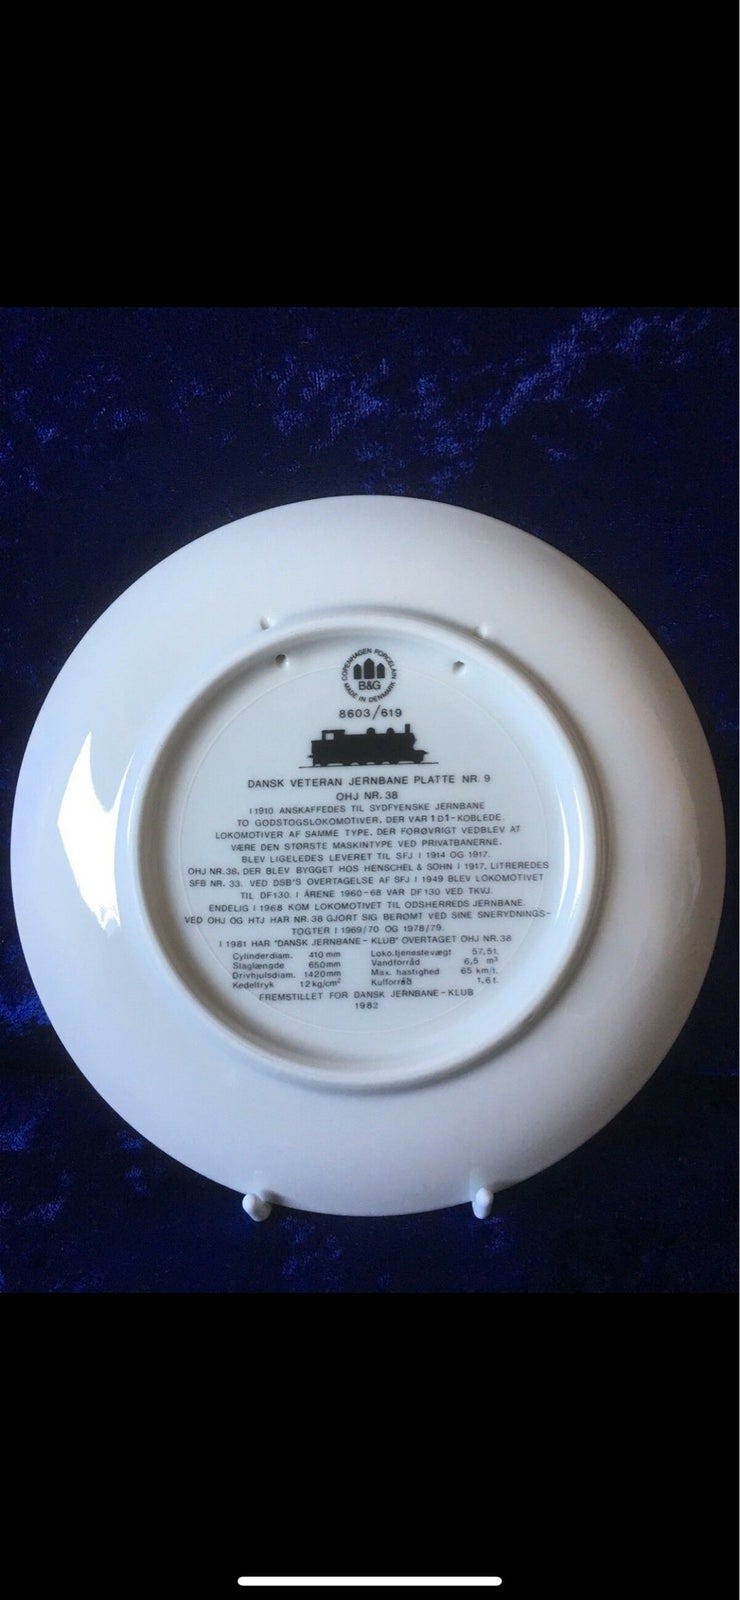 COPENHAGEN PORCELAIN
B&G
MADE IN DENMARK
8603/619
DANSK VETERAN JERNBANE PLATTE NR. 9
OHJ NR. 38
I 1910 ANSKAFFEDES TIL SYDFYENSKE JERNBANE
TO GODSTOGSLOKOMOTIVER, DER VAR 1D1-KOBLEDE.
LOKOMOTIVER AF SAMME TYPE, DER FORØVRIGT VEDBLEV AT
VÆRE DEN STØRSTE MASKINTYPE VED PRIVATBANERNE.
BLEV LIGELEDES LEVERET TIL SFJ I 1914 OG 1917.
OHJ NR. 38, DER BLEV BYGGET HOS HENSCHEL & SOHN I 1917, LITREREDES
SFB NR. 33. VED DSB'S OVERTAGELSE AF SFJ I 1949 BLEV LOKOMOTIVET
TIL DF130. I ÅRENE 1960-68 VAR DF130 VED TKVJ.
ENDELIG I 1968 KOM LOKOMOTIVET TIL ODSHERREDS JERNBANE.
VED OHJ OG HTJ HAR NR. 38 GJORT SIG BERØMT VED SINE SNERYDNINGS-
TOGTER I 1969/70 OG 1978/79.
I 1981 HAR "DANSK JERNBANE-KLUB" OVERTAGET OHJ NR. 38
Cylinderdiam. 410 mm Loko.tjenestevægt 57,5 t.
Slaglængde 650mm Vandforråd 6,5 m³
Drivhjulsdiam. 1420mm Max. hastighed 65 km/t.
Kedeltryk 12 kg/cm² Kulforråd 1,6 t.
FREMSTILLET FOR DANSK JERNBANE-KLUB
1982